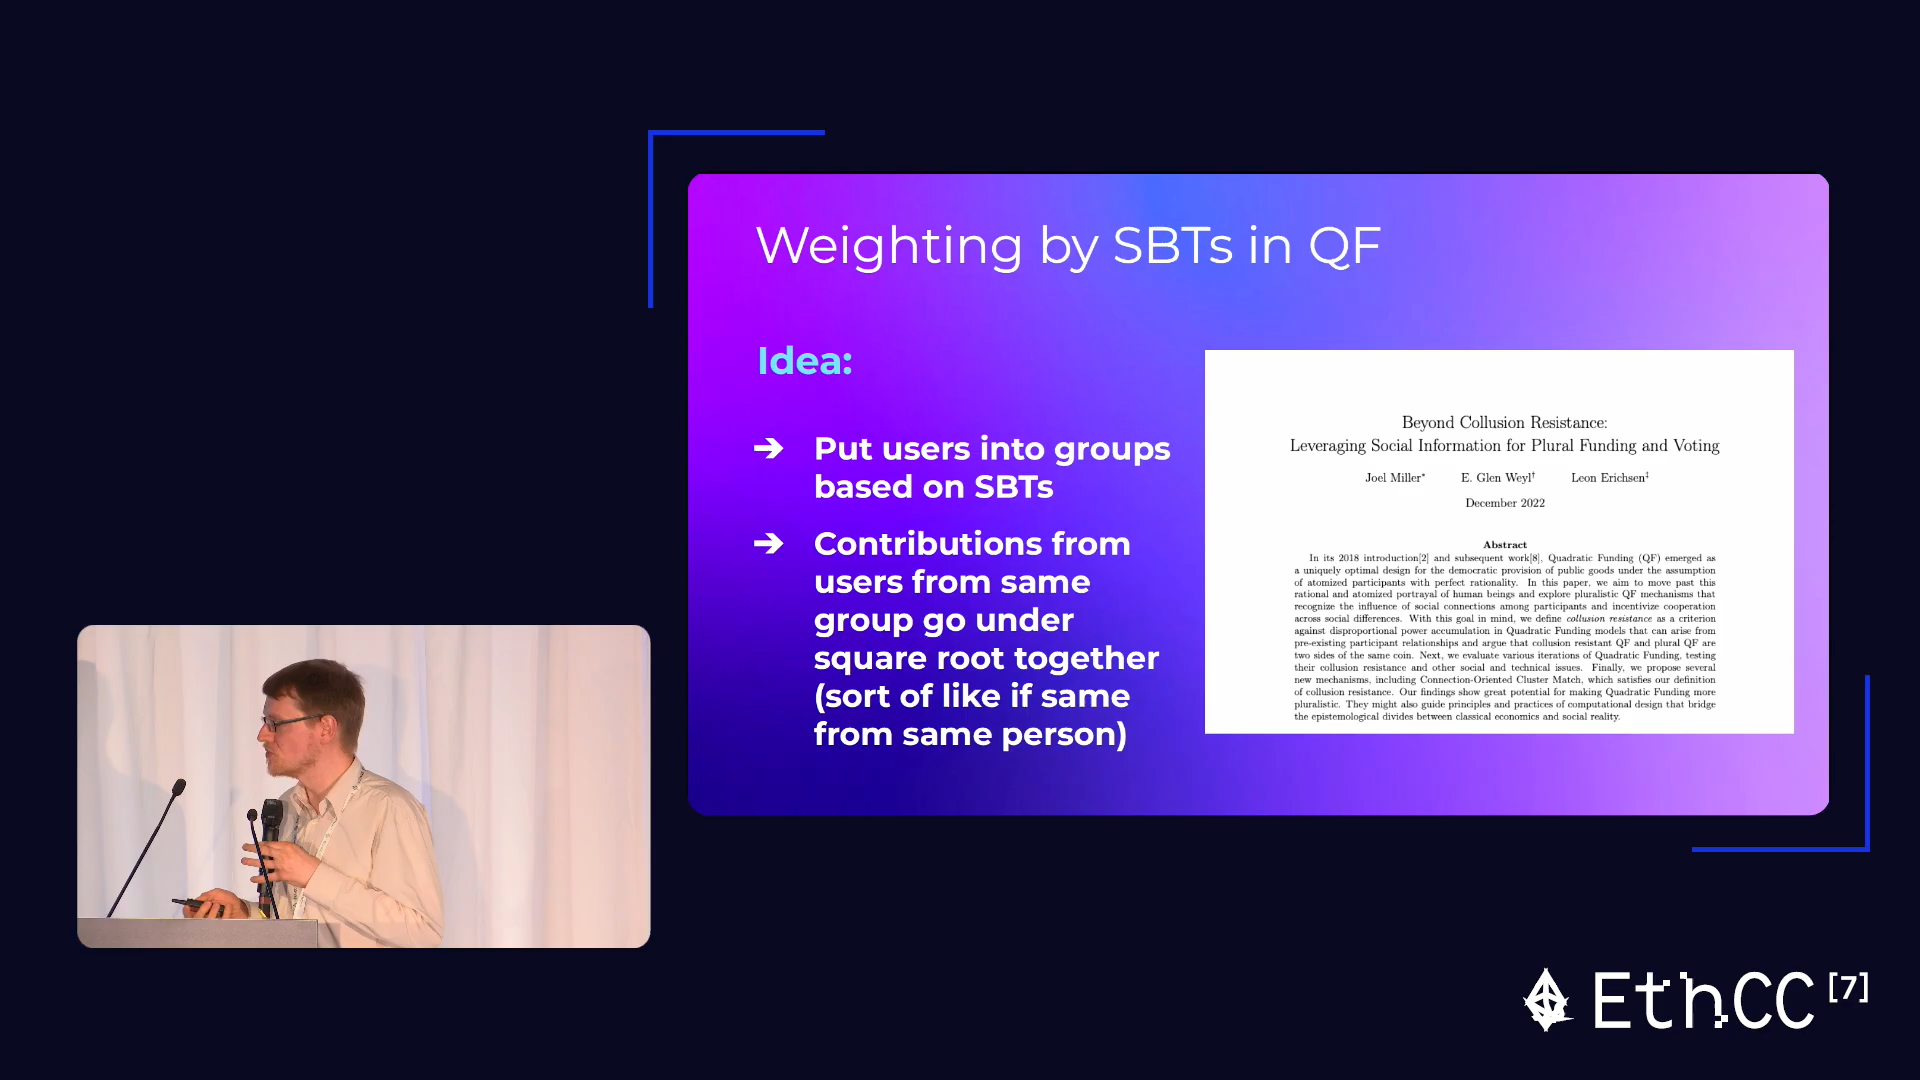 Weighting by SBTs in QF
Idea:
➔ Put users into groups
based on SBTs
➔ Contributions from
users from same
group go under
square root together
(sort of like if same
from same person)
Beyond Collusion Resistance:
Leveraging Social Information for Plural Funding and Voting
Joel Miller* E. Glen Weyl† Leon Erichsen‡
December 2022
Abstract
In its 2018 introduction[2] and subsequent work[8], Quadratic Funding (QF) emerged as
a uniquely optimal design for the democratic provision of public goods under the assumption
of atomized participants with perfect rationality. In this paper, we aim to move past this
rational and atomized portrayal of human beings and explore pluralistic QF mechanisms that
recognize the influence of social connections among participants and incentivize cooperation
across social differences. With this goal in mind, we define collusion resistance as a criterion
against disproportional power accumulation in Quadratic Funding models that can arise from
pre-existing participant relationships and argue that collusion resistant QF and plural QF are
two sides of the same coin. Next, we evaluate various iterations of Quadratic Funding, testing
their collusion resistance and other social and technical issues. Finally, we propose several
new mechanisms, including Connection-Oriented Cluster Match, which satisfies our definition
of collusion resistance. Our findings show great potential for making Quadratic Funding more
pluralistic. They might also guide principles and practices of computational design that bridge
the epistemological divides between classical economics and social reality.
EthCC [7]